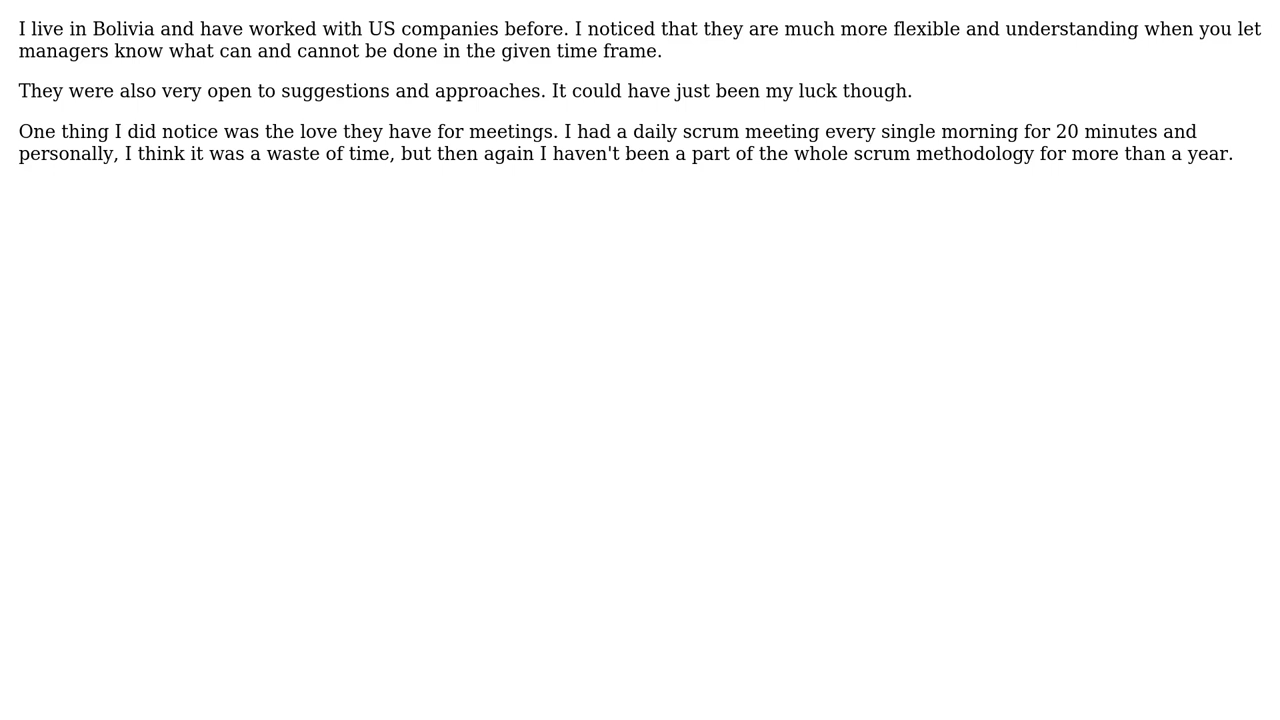 I live in Bolivia and have worked with US companies before. I noticed that they are much more flexible and understanding when you let
managers know what can and cannot be done in the given time frame.
They were also very open to suggestions and approaches. It could have just been my luck though.
One thing I did notice was the love they have for meetings. I had a daily scrum meeting every single morning for 20 minutes and
personally, I think it was a waste of time, but then again I haven't been a part of the whole scrum methodology for more than a year.